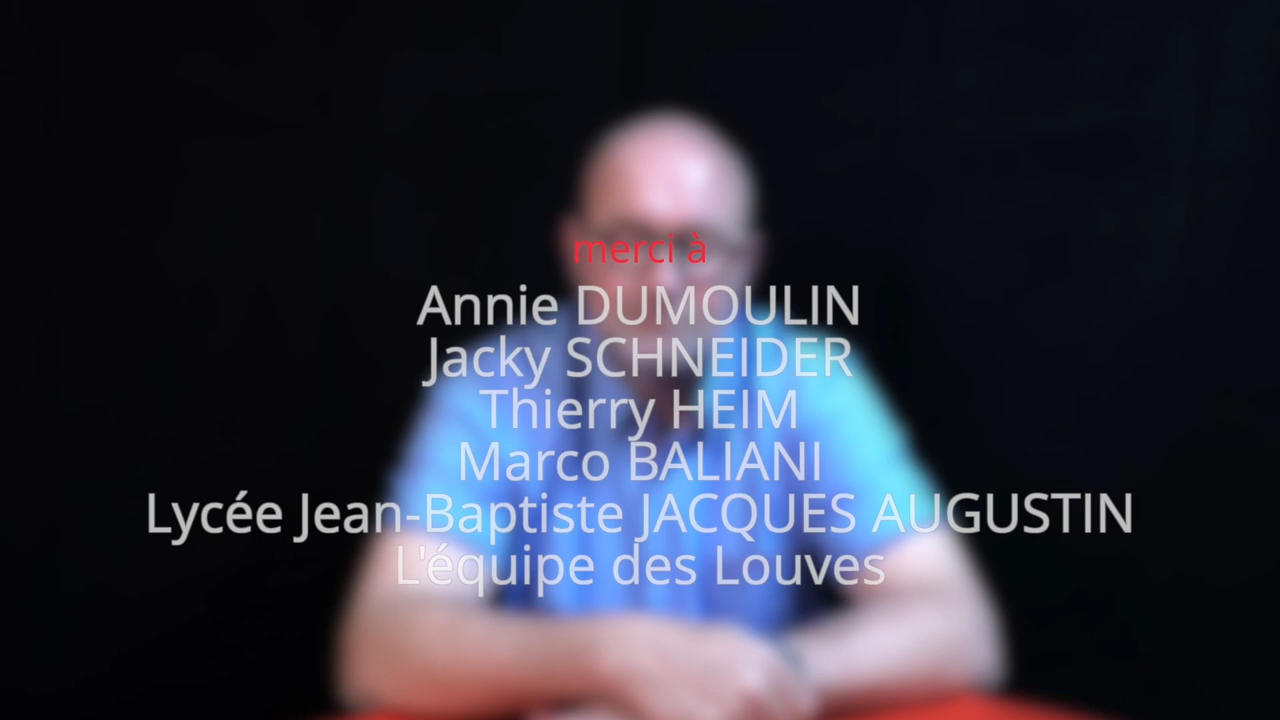 merci à
Annie DUMOULIN
Jacky SCHNEIDER
Thierry HEIM
Marco BALIANI
Lycée Jean-Baptiste JACQUES AUGUSTIN
L'équipe des Louves